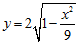 y = 2√(1 − x²/9)